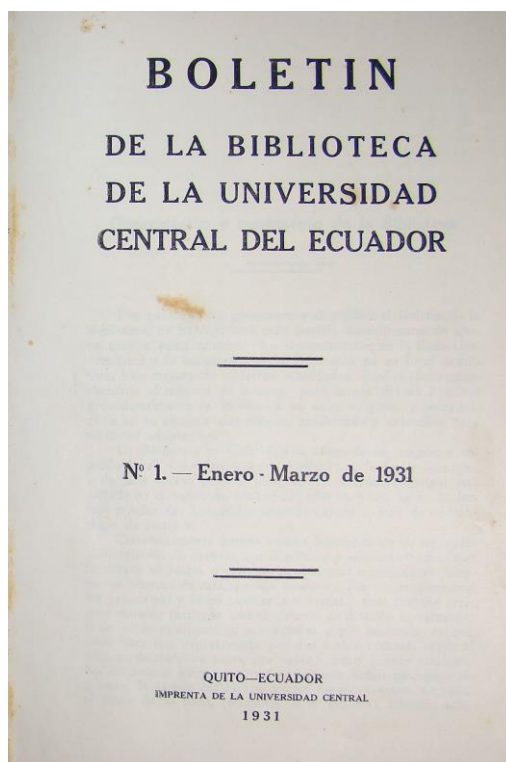 BOLETIN
DE LA BIBLIOTECA
DE LA UNIVERSIDAD
CENTRAL DEL ECUADOR
Nº 1. — Enero - Marzo de 1931
QUITO—ECUADOR
IMPRENTA DE LA UNIVERSIDAD CENTRAL
1931